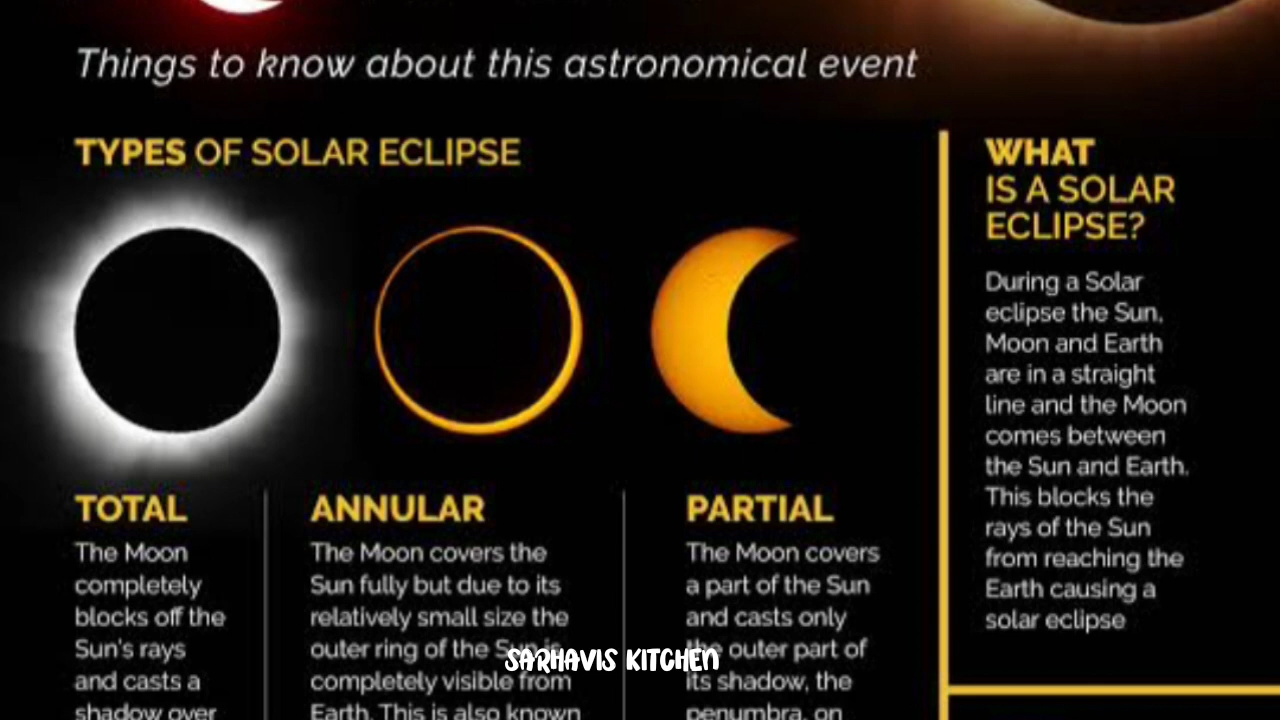 Things to know about this astronomical event
TYPES OF SOLAR ECLIPSE
TOTAL
The Moon
completely
blocks off the
Sun's rays
and casts a
shadow over
ANNULAR
The Moon covers the
Sun fully but due to its
relatively small size the
outer ring of the Sun is
completely visible from
Earth. This is also known
PARTIAL
The Moon covers
a part of the Sun
and casts only
the outer part of
its shadow, the
penumbra, on
WHAT
IS A SOLAR
ECLIPSE?
During a Solar
eclipse the Sun,
Moon and Earth
are in a straight
line and the Moon
comes between
the Sun and Earth.
This blocks the
rays of the Sun
from reaching the
Earth causing a
solar eclipse
SARHAVIS KITCHEN